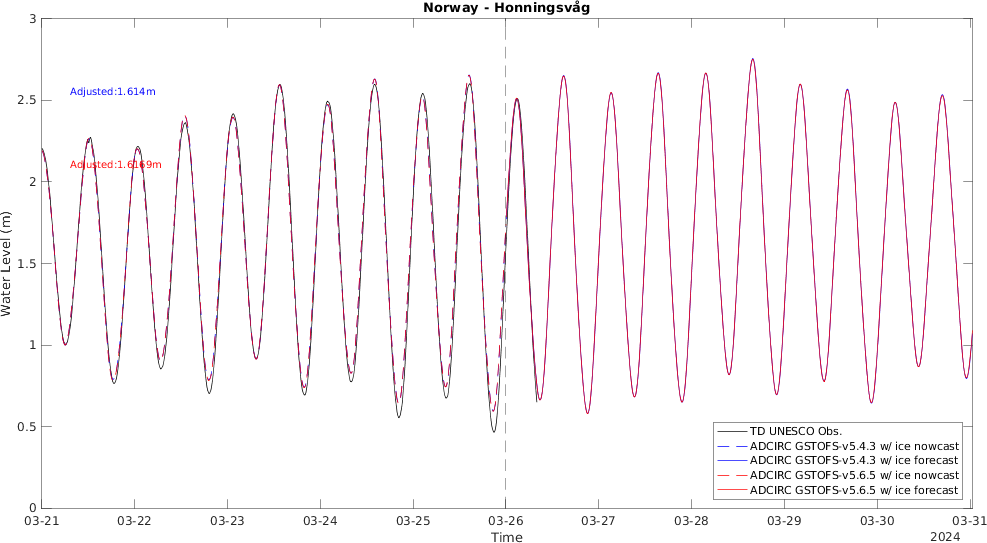 Norway - Honningsvåg
3
2.5
2
1.5
1
0.5
0
Water Level (m)
Adjusted:1.614m
Adjusted:1.6169m
TD UNESCO Obs.
ADCIRC GSTOFS-v5.4.3 w/ ice nowcast
ADCIRC GSTOFS-v5.4.3 w/ ice forecast
ADCIRC GSTOFS-v5.6.5 w/ ice nowcast
ADCIRC GSTOFS-v5.6.5 w/ ice forecast
03-21 03-22 03-23 03-24 03-25 03-26 03-27 03-28 03-29 03-30 03-31
Time
2024